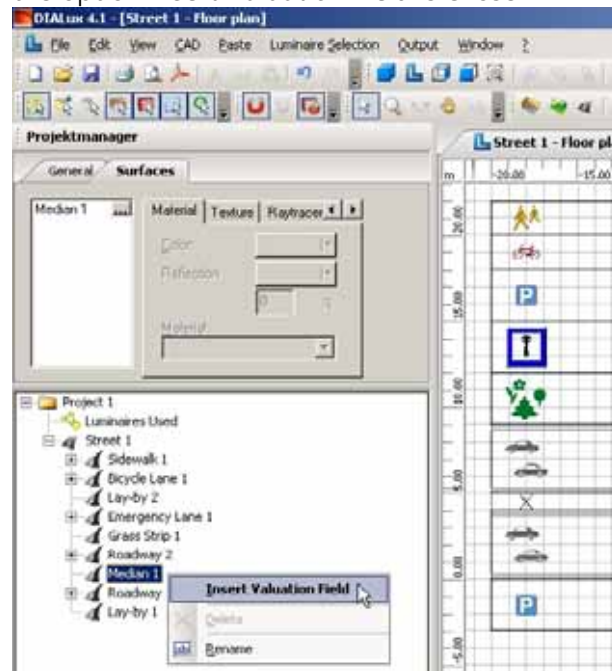 DIALux 4.1 - [Street 1 - Floor plan]
File Edit View CAD Paste Luminaire Selection Output Window ?
Projektmanager
Street 1 - Floor pl
General Surfaces
m -20.00 -15.00
Median 1 ... Material Texture Raytracer
Color
Reflection
0
Material
20.00
15.00
10.00
5.00
0.00
-5.00
P
P
Project 1
Luminaires Used
Street 1
Sidewalk 1
Bicycle Lane 1
Lay-by 2
Emergency Lane 1
Grass Strip 1
Roadway 2
Median 1
Roadway
Lay-by 1
Insert Valuation Field
Delete
Rename